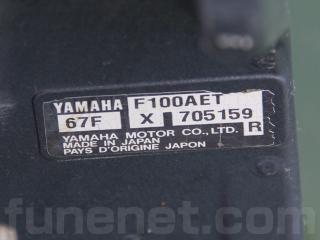 YAMAHA F100AET
67F X 705159
YAMAHA MOTOR CO., LTD.
MADE IN JAPAN R
PAYS D'ORIGINE JAPON
funenet.com